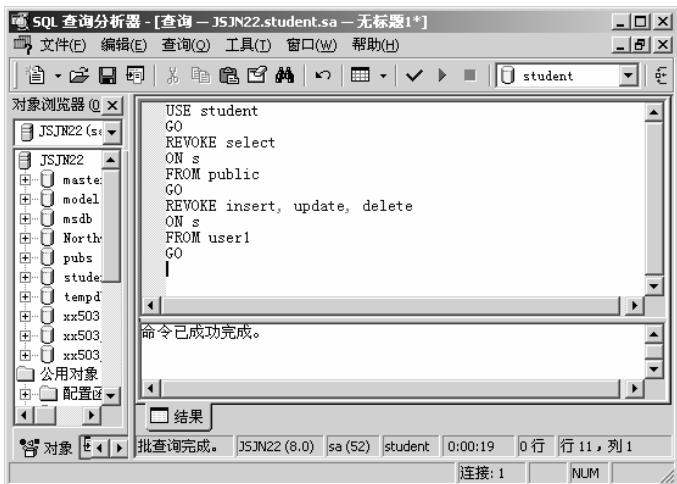 SQL 查询分析器 - [查询 — JSJN22.student.sa — 无标题1*]
文件(F) 编辑(E) 查询(Q) 工具(T) 窗口(W) 帮助(H)
student
对象浏览器
JSJN22 (sa
JSJN22
master
model
msdb
North
pubs
studen
tempd
xx503
xx503
xx503
公用对象
配置函
对象
USE student
GO
REVOKE select
ON s
FROM public
GO
REVOKE insert, update, delete
ON s
FROM user1
GO
命令已成功完成。
结果
批查询完成。 JSJN22 (8.0) sa (52) student 0:00:19 0 行 行 11，列 1
连接: 1 NUM